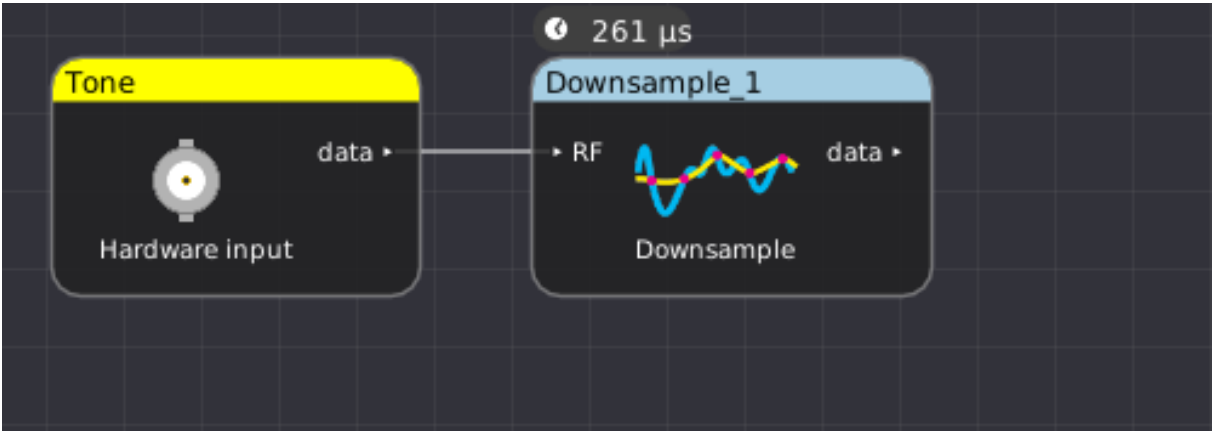 261 µs
Tone
Downsample_1
data
RF
data
Hardware input
Downsample